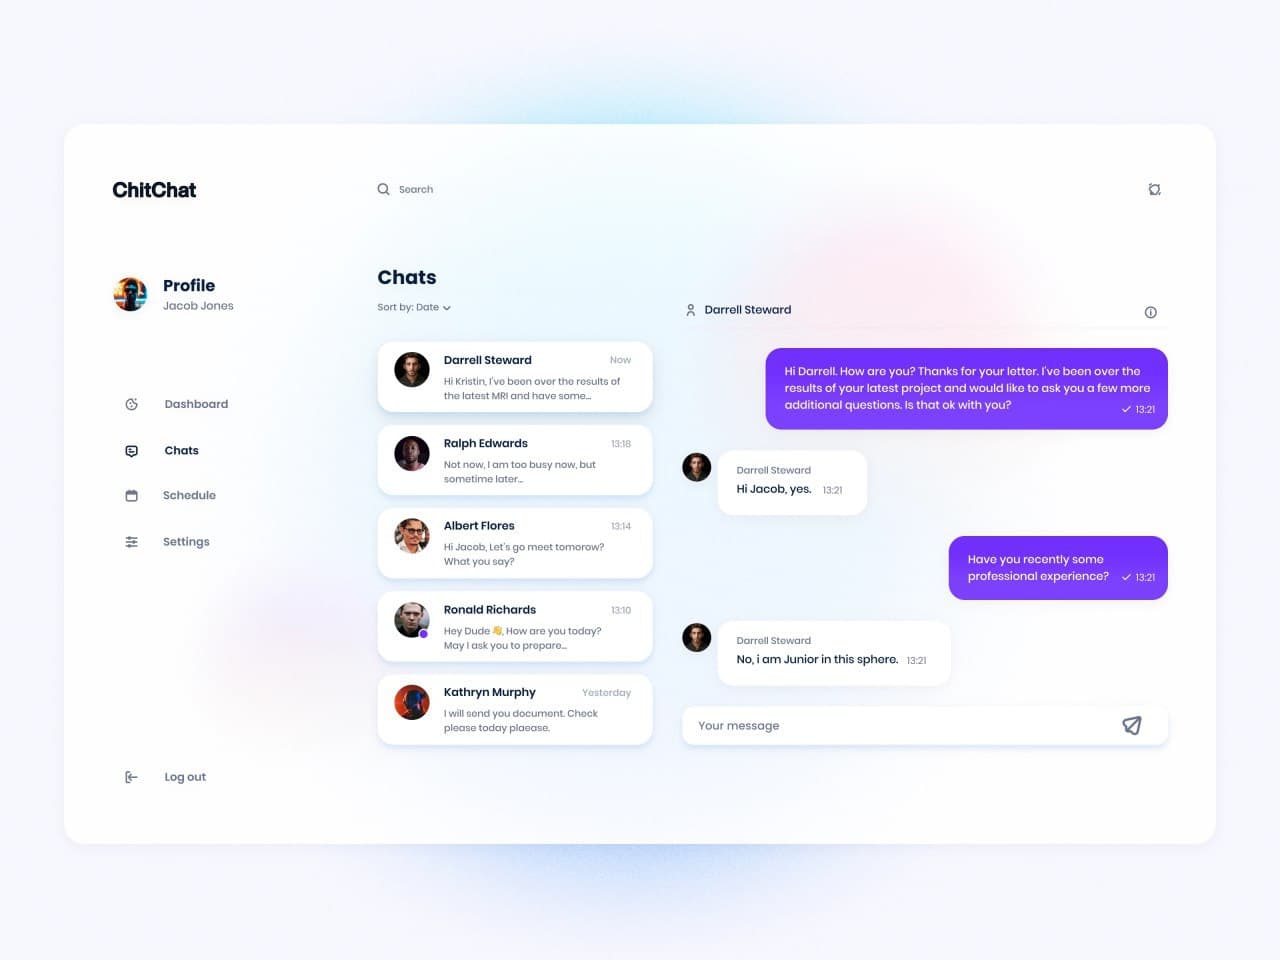 ChitChat
Search
Profile
Jacob Jones
Dashboard
Chats
Schedule
Settings
Log out
Chats
Sort by: Date
Darrell Steward
Now
Hi Kristin, I've been over the results of
the latest MRI and have some...
Ralph Edwards
13:18
Not now, I am too busy now, but
sometime later...
Albert Flores
13:14
Hi Jacob, Let's go meet tomorow?
What you say?
Ronald Richards
13:10
Hey Dude 👋, How are you today?
May I ask you to prepare...
Kathryn Murphy
Yesterday
I will send you document. Check
please today plaease.
Darrell Steward
Hi Darrell. How are you? Thanks for your letter. I've been over the
results of your latest project and would like to ask you a few more
additional questions. Is that ok with you?
13:21
Darrell Steward
Hi Jacob, yes. 13:21
Have you recently some
professional experience? 13:21
Darrell Steward
No, i am Junior in this sphere. 13:21
Your message